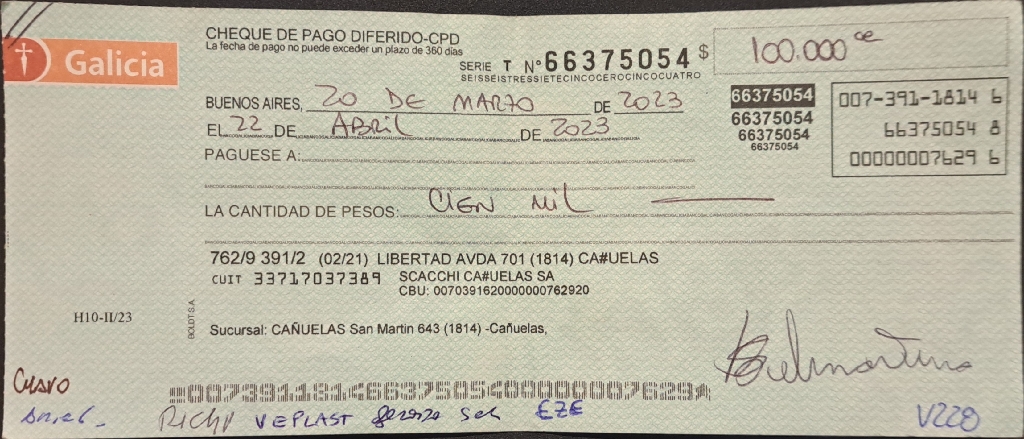 Galicia
CHEQUE DE PAGO DIFERIDO-CPD
La fecha de pago no puede exceder un plazo de 360 días
SERIE T Nº 66375054 $ 100.000 ce
SEISSEISTRESSIETECINCOCEROCINCOCUATRO
BUENOS AIRES, 20 DE MARZO DE 2023
EL 22 DE ABRIL DE 2023
66375054
66375054
66375054
66375054
007-391-1814 6
66375054 8
00000007629 6
PAGUESE A:
LA CANTIDAD DE PESOS: CIEN MIL
762/9 391/2 (02/21) LIBERTAD AVDA 701 (1814) CA#UELAS
CUIT 33717037389 SCACCHI CA#UELAS SA
CBU: 0070391620000000762920
H10-II/23
BOLDT S.A
Sucursal: CAÑUELAS San Martin 643 (1814) -Cañuelas,
RICHY VEPLAST EZE
V228